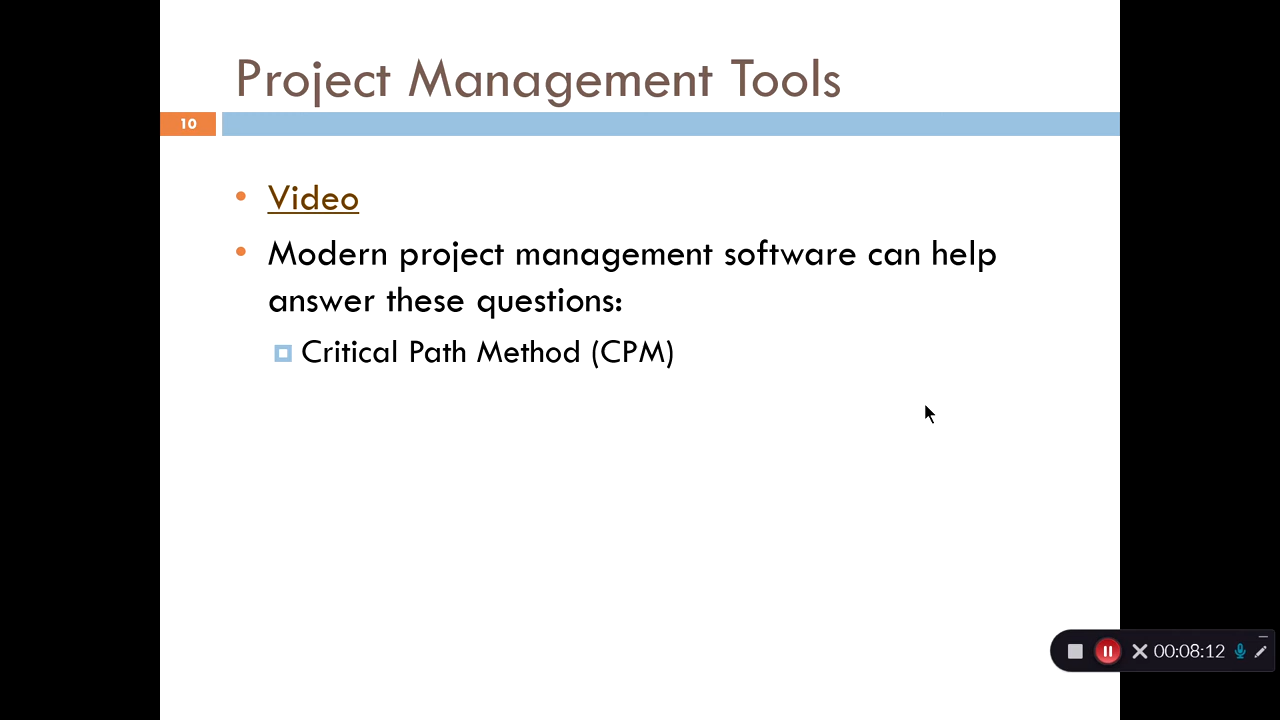 Project Management Tools
10
Video
Modern project management software can help
answer these questions:
Critical Path Method (CPM)
00:08:12